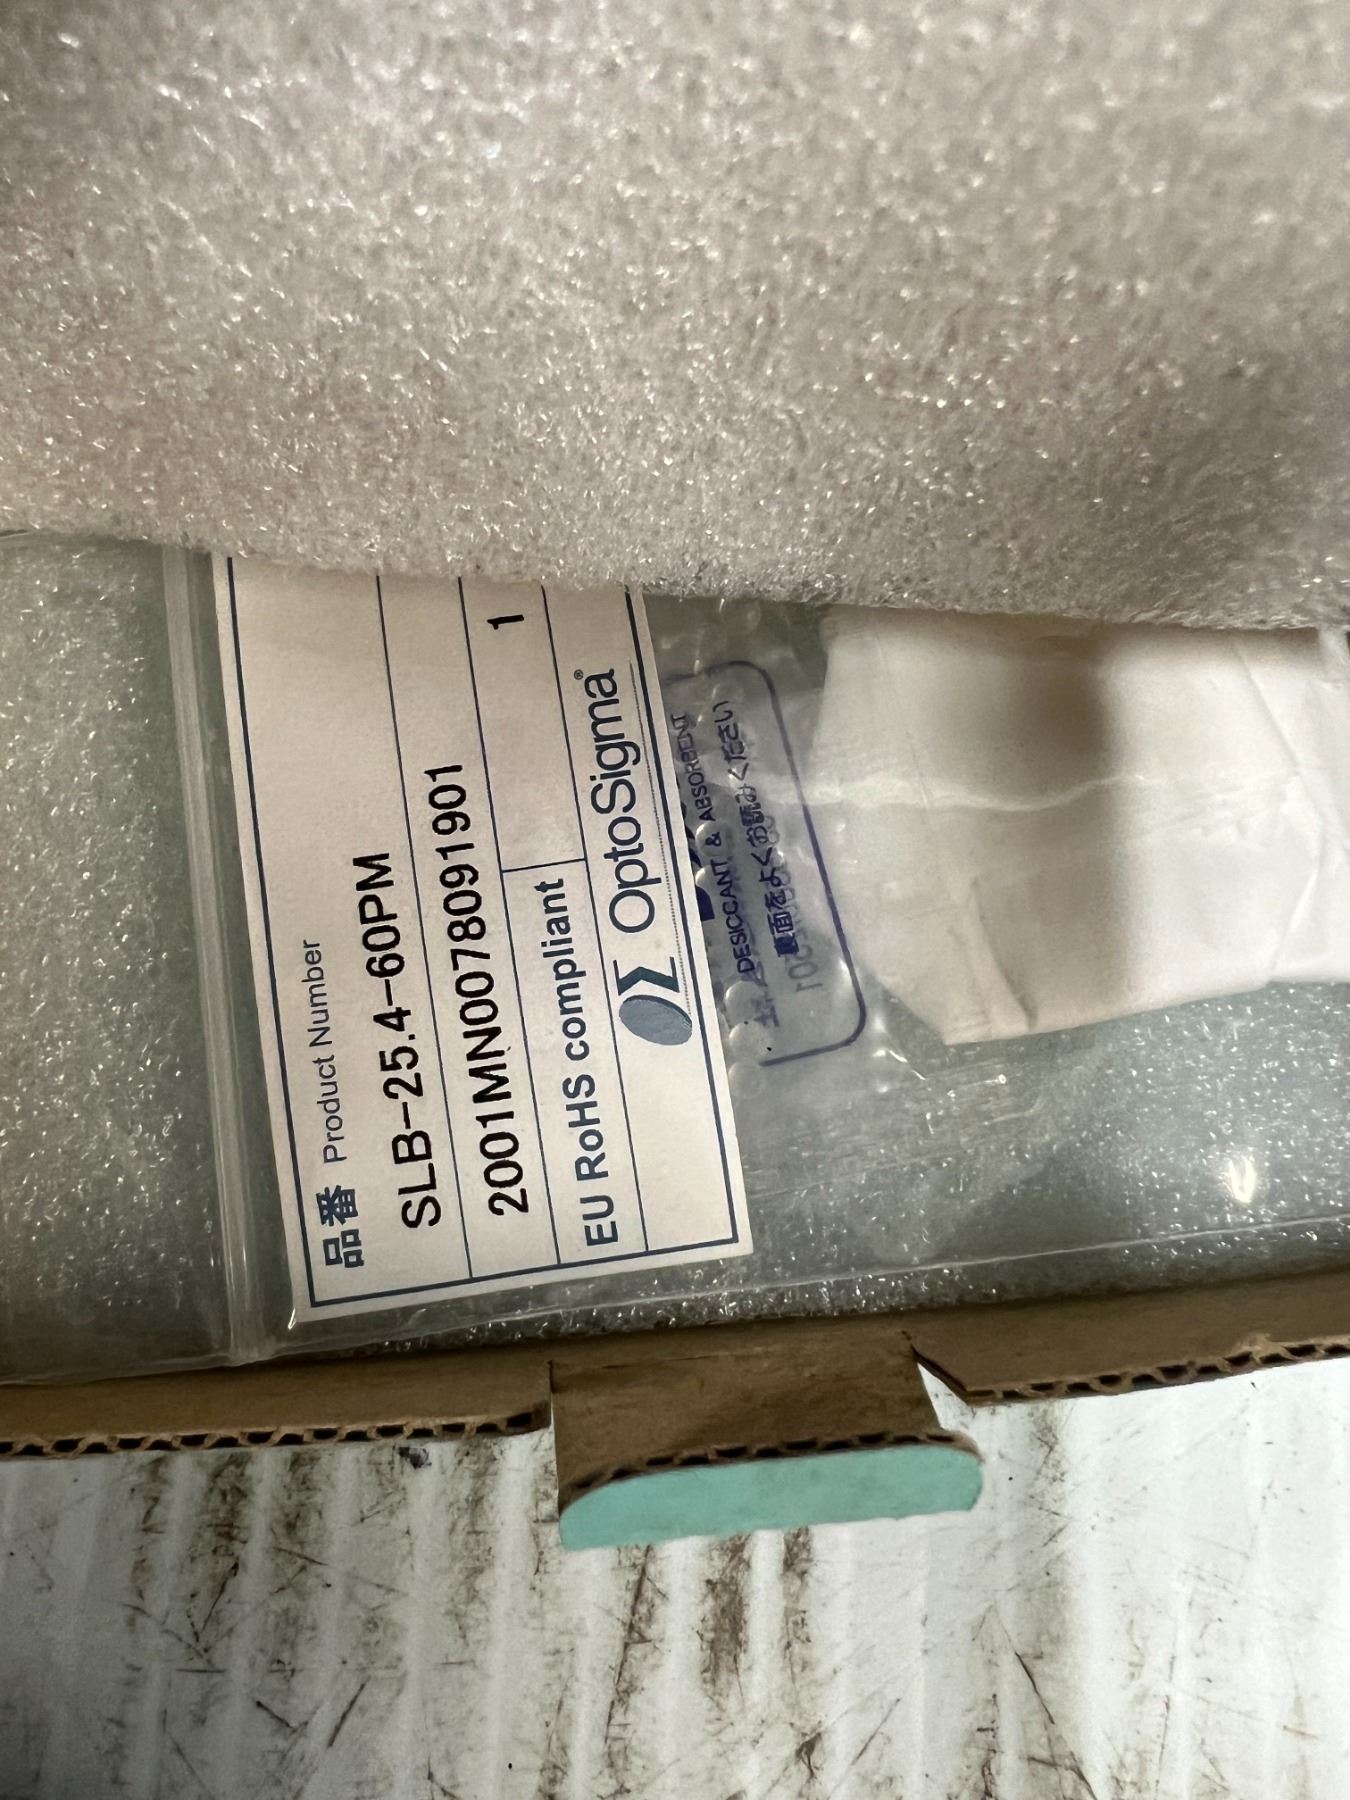 品番 Product Number
SLB-25.4-60PM
2001MN0078091901
1
EU RoHS compliant
OptoSigma®
DESICCANT & ABSORBENT
裏面をよくお読みください